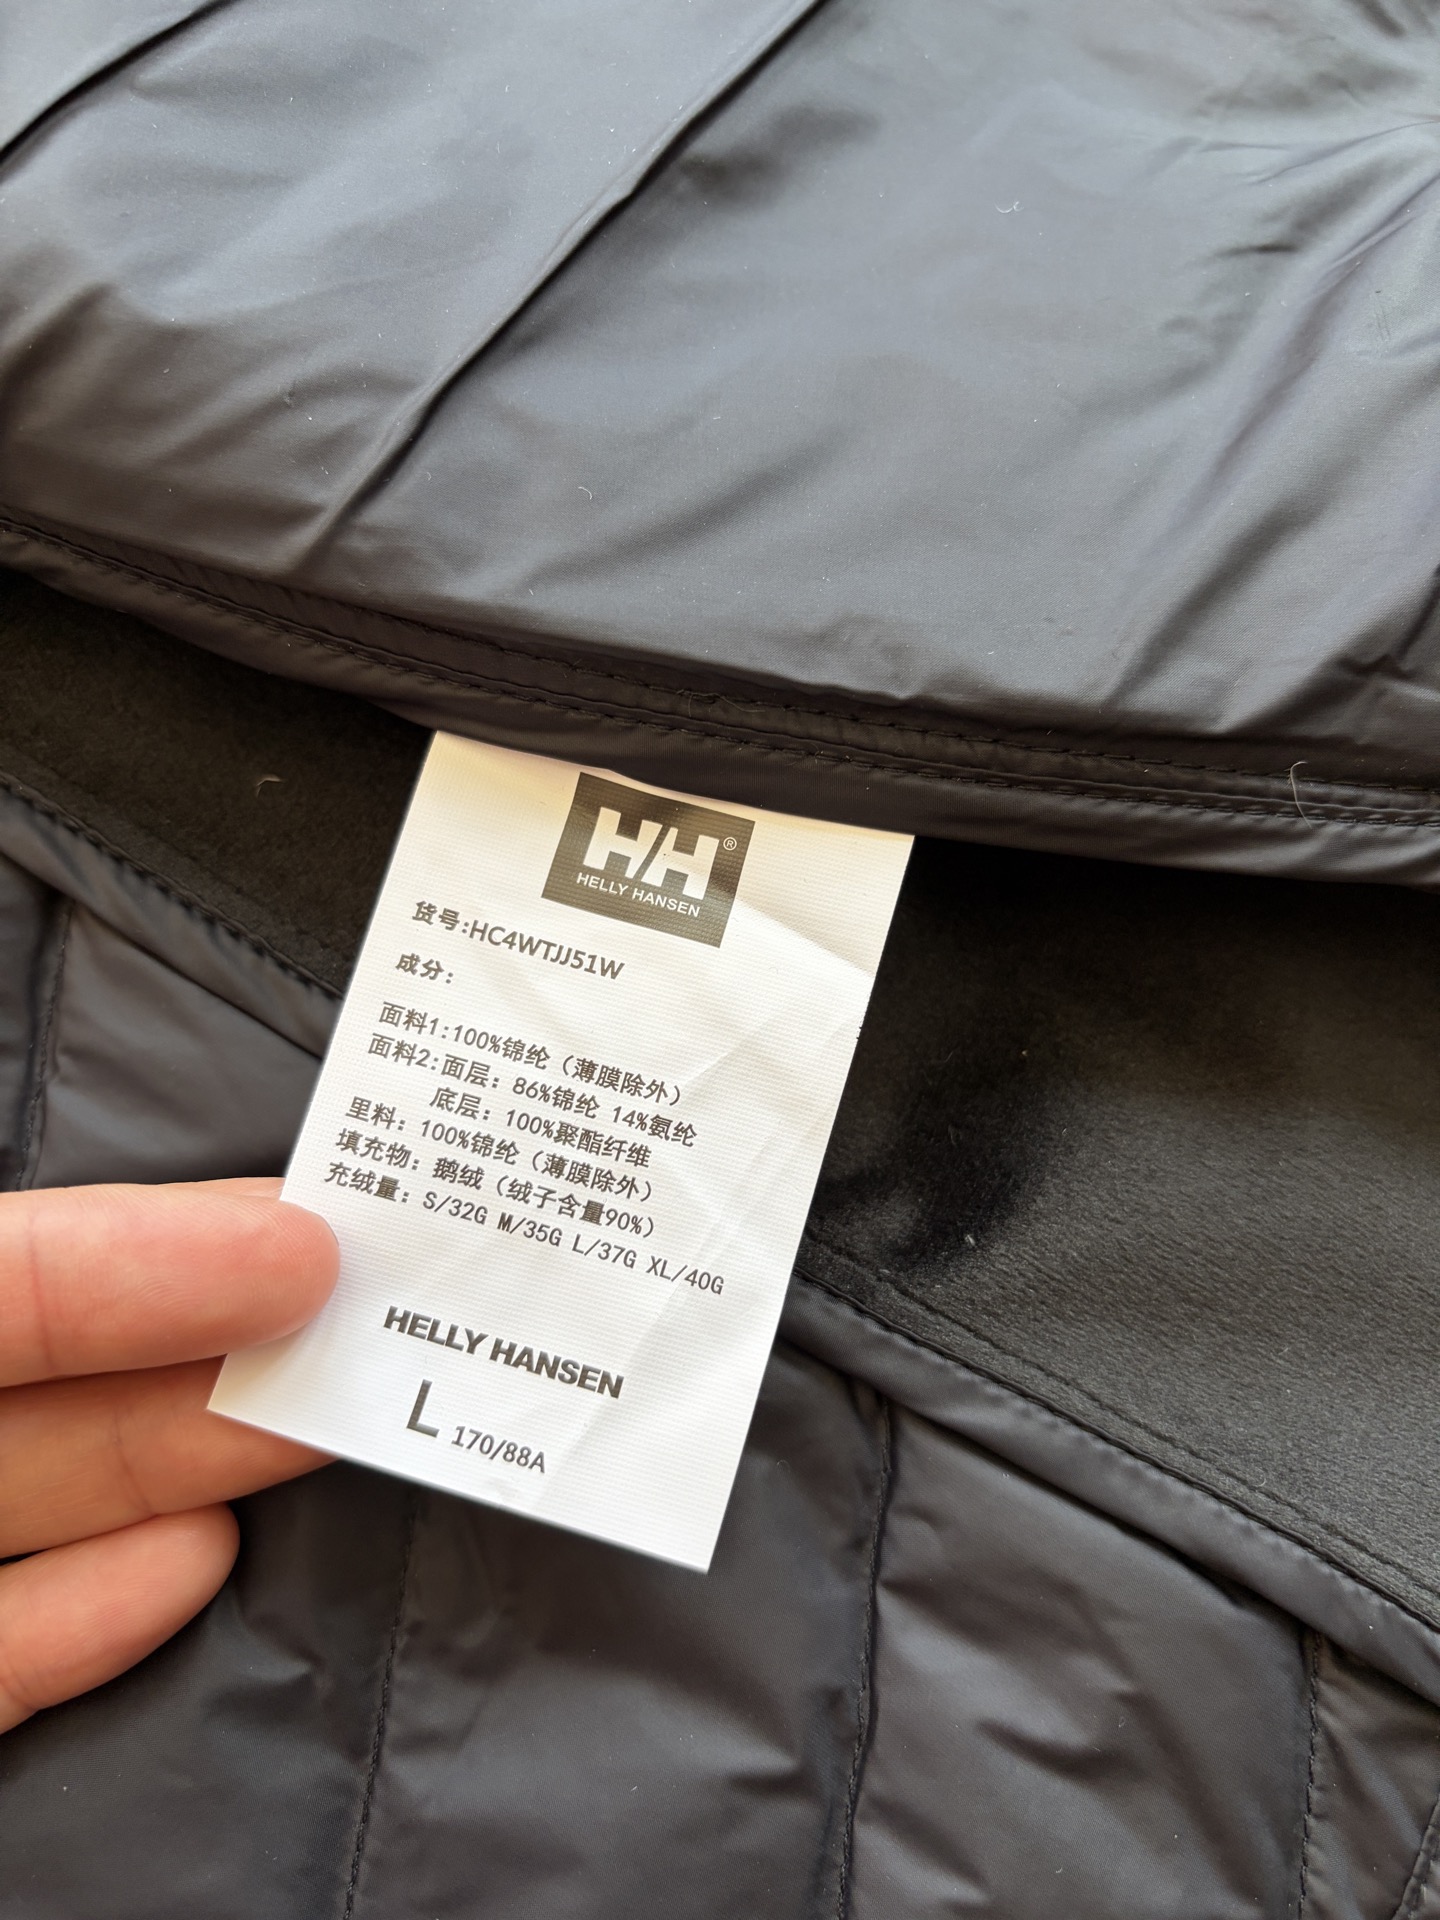 HH®
HELLY HANSEN
货号:HC4WTJJ51W
成分:
面料1:100%锦纶（薄膜除外）
面料2:面层: 86%锦纶 14%氨纶
底层: 100%聚酯纤维
里料: 100%锦纶（薄膜除外）
填充物: 鹅绒（绒子含量90%）
充绒量: S/32G M/35G L/37G XL/40G
HELLY HANSEN
L 170/88A